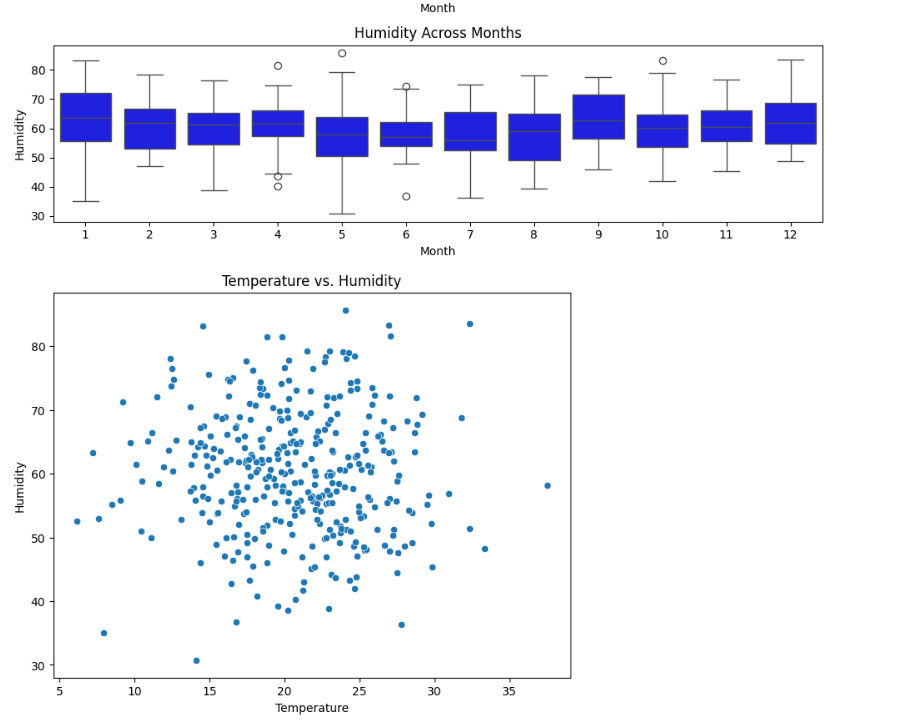 Month
Humidity Across Months
Humidity
80
70
60
50
40
30
1 2 3 4 5 6 7 8 9 10 11 12
Month
Temperature vs. Humidity
Humidity
80
70
60
50
40
30
5 10 15 20 25 30 35
Temperature